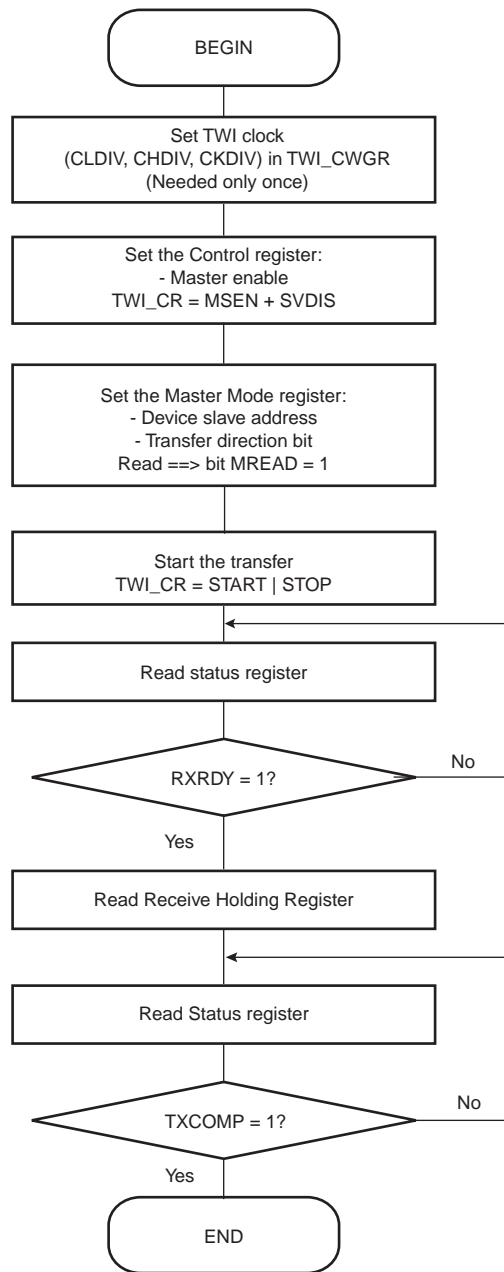 BEGIN
Set TWI clock
(CLDIV, CHDIV, CKDIV) in TWI_CWGR
(Needed only once)
Set the Control register:
- Master enable
TWI_CR = MSEN + SVDIS
Set the Master Mode register:
- Device slave address
- Transfer direction bit
Read ==> bit MREAD = 1
Start the transfer
TWI_CR = START | STOP
Read status register
RXRDY = 1?
No
Yes
Read Receive Holding Register
Read Status register
TXCOMP = 1?
No
Yes
END